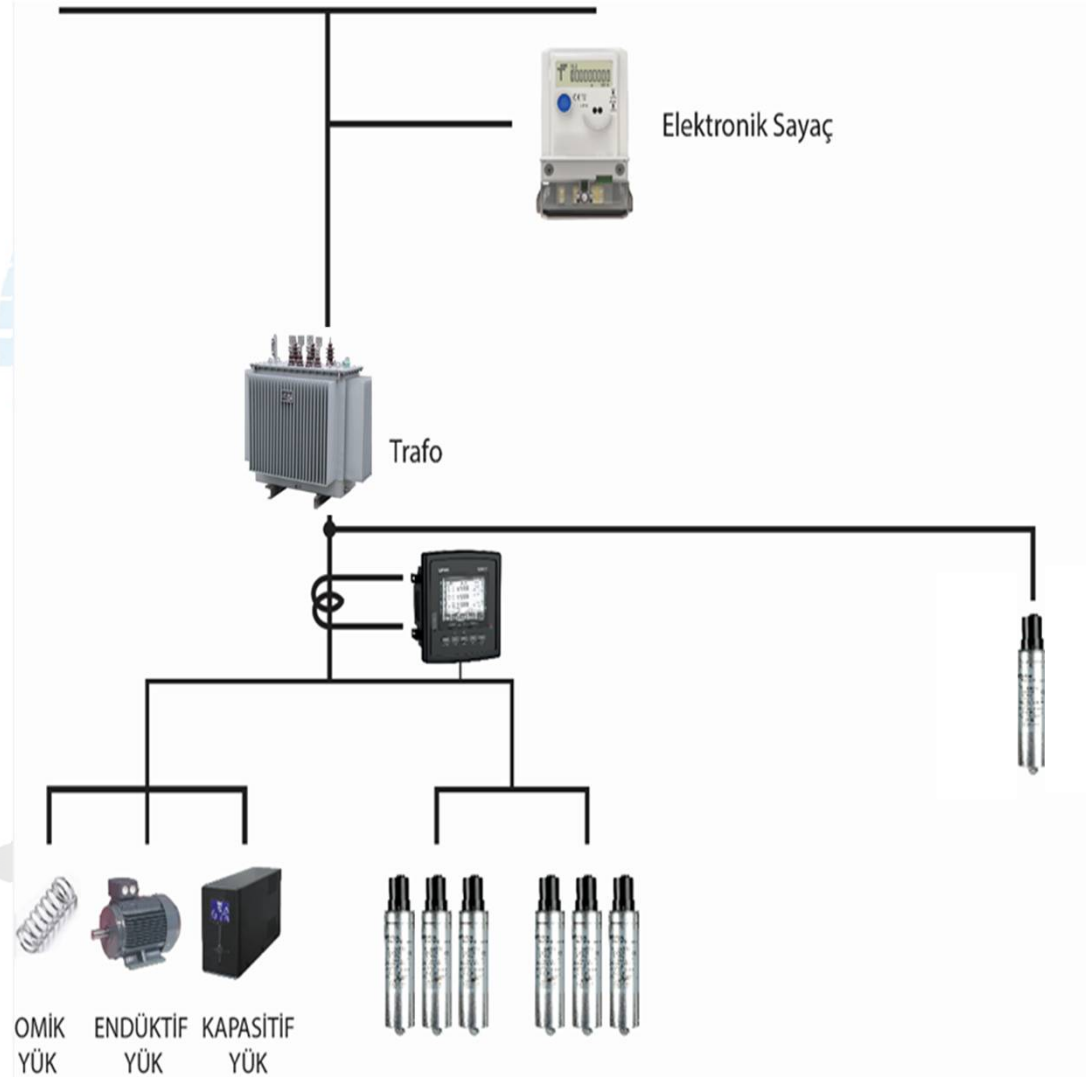 Elektronik Sayaç
Trafo
OMİK
YÜK
ENDÜKTİF
YÜK
KAPASİTİF
YÜK